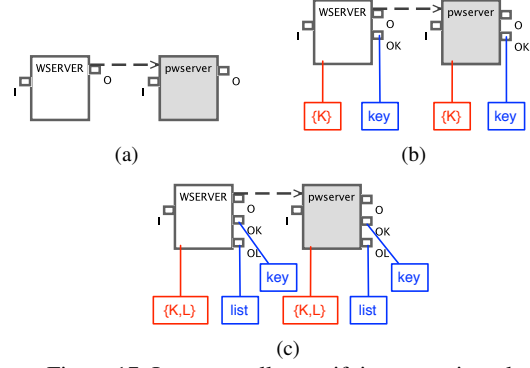 WSERVER
pwserver
I
O
I
O
(a)
WSERVER
pwserver
I
O
OK
I
O
OK
{K}
key
{K}
key
(b)
WSERVER
pwserver
I
O
OK
OL
I
O
OK
OL
key
key
{K,L}
list
{K,L}
list
(c)